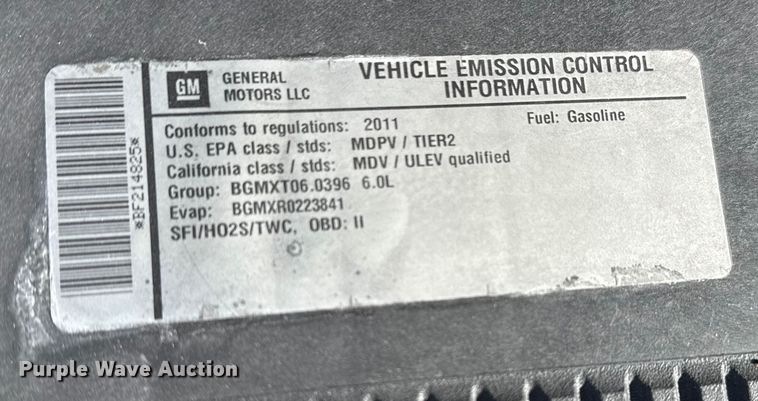 *BF214825*
GM
GENERAL
MOTORS LLC
VEHICLE EMISSION CONTROL
INFORMATION
Conforms to regulations: 2011
Fuel: Gasoline
U.S. EPA class / stds: MDPV / TIER2
California class / stds: MDV / ULEV qualified
Group: BGMXT06.0396 6.0L
Evap: BGMXR0223841
SFI/HO2S/TWC, OBD: II
Purple Wave Auction